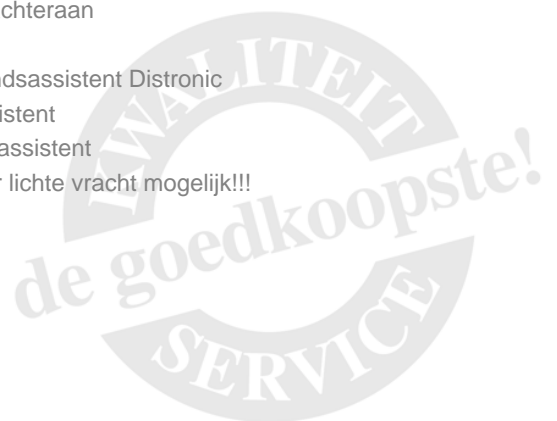 chteraan
dsassistent Distronic
istent
assistent
lichte vracht mogelijk!!!
KWALITEIT
de goedkoopste!
SERVICE